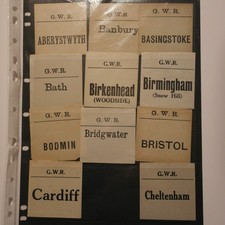 G. W. R.
ABERYSTWYTH
Banbury
G. W. R.
BASINGSTOKE
G.W.R.
Bath
G.W.R.
Birkenhead
(WOODSIDE)
G.W.R.
Birmingham
(Snow Hill)
G. W. R.
BODMIN
G. W. R.
Bridgwater
G. W. R.
BRISTOL
G.W.R.
Cardiff
G.W.R.
Cheltenham